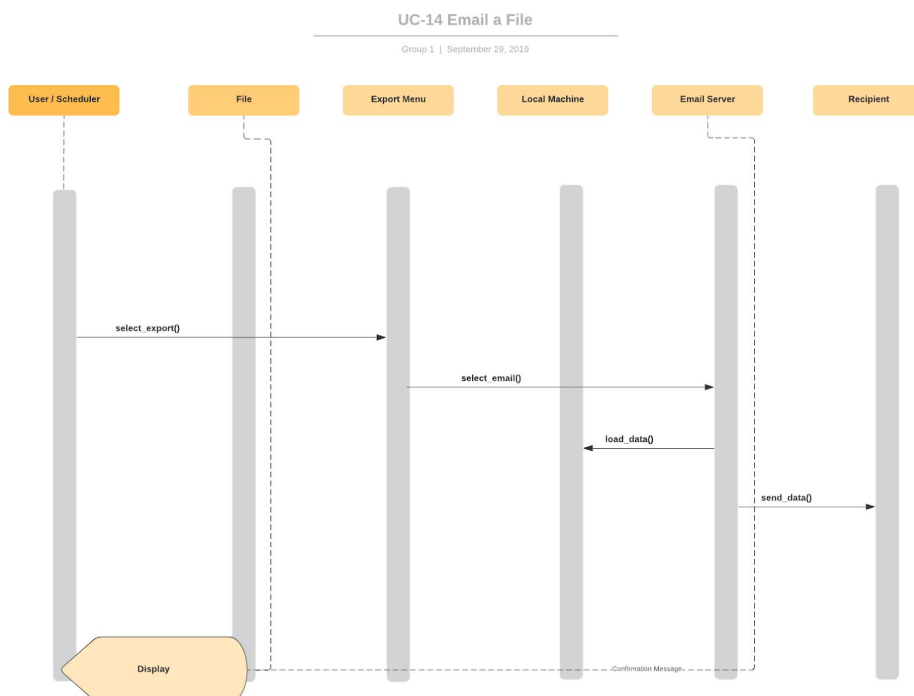 UC-14 Email a File
Group 1 | September 29, 2019
User / Scheduler
File
Export Menu
Local Machine
Email Server
Recipient
select_export()
select_email()
load_data()
send_data()
Display
Confirmation Message